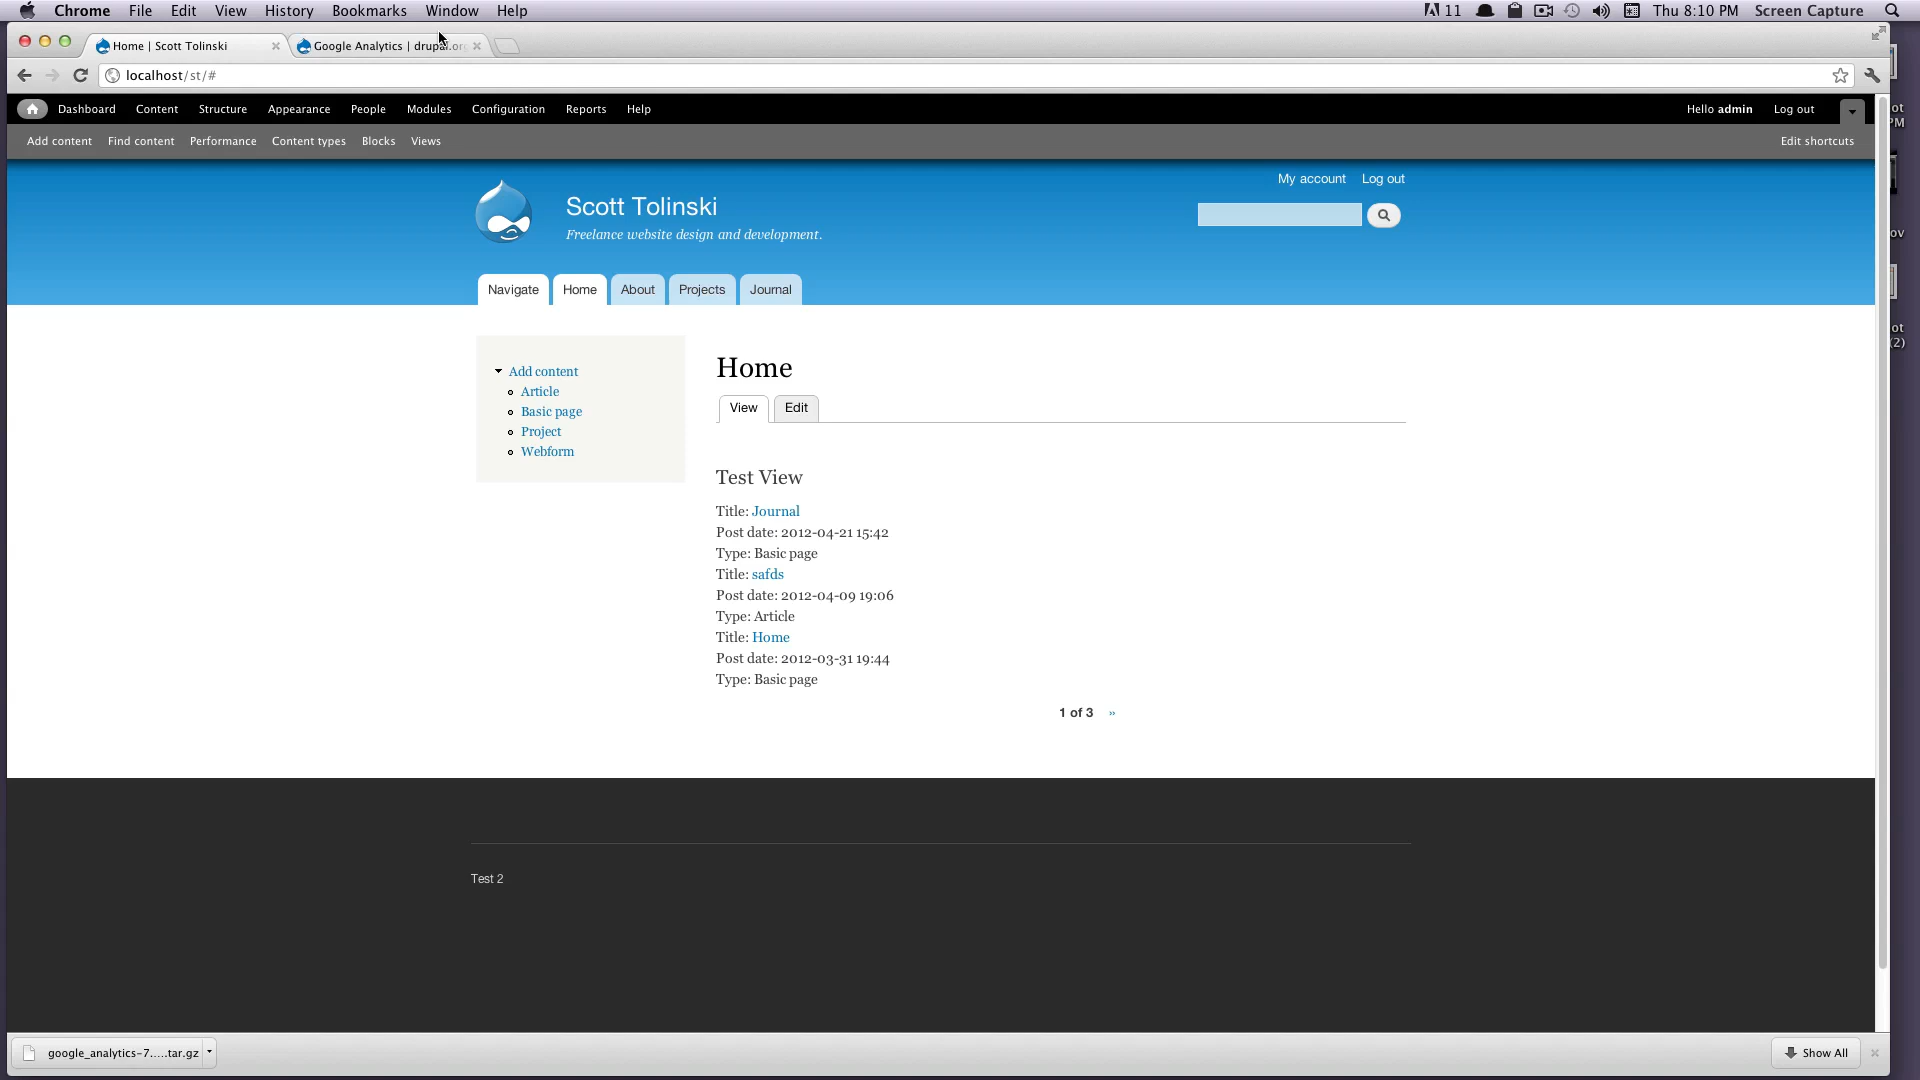 Chrome File Edit View History Bookmarks Window Help 11 Thu 8:10 PM Screen Capture
Home | Scott Tolinski Google Analytics | drupal.or
localhost/st/#
Dashboard Content Structure Appearance People Modules Configuration Reports Help Hello admin Log out
Add content Find content Performance Content types Blocks Views Edit shortcuts
My account Log out
Scott Tolinski
Freelance website design and development.
Navigate Home About Projects Journal
Add content
Article
Basic page
Project
Webform
Home
View Edit
Test View
Title: Journal
Post date: 2012-04-21 15:42
Type: Basic page
Title: safds
Post date: 2012-04-09 19:06
Type: Article
Title: Home
Post date: 2012-03-31 19:44
Type: Basic page
1 of 3 »
Test 2
google_analytics-7.....tar.gz Show All
ot
PM
ov
ot
(2)